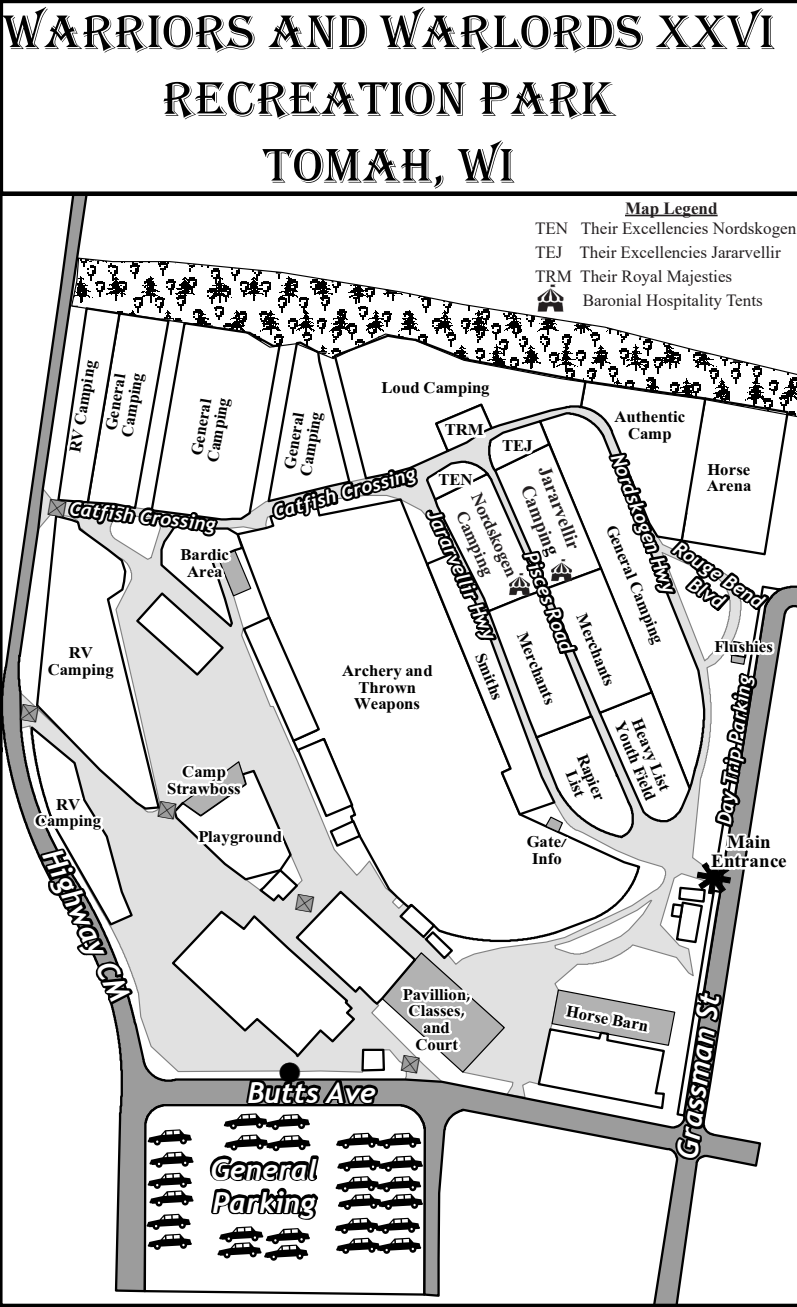 WARRIORS AND WARLORDS XXVI
RECREATION PARK
TOMAH, WI
Map Legend
TEN Their Excellencies Nordskogen
TEJ Their Excellencies Jararvellir
TRM Their Royal Majesties
Baronial Hospitality Tents
RV Camping
General
Camping
General
Camping
General
Camping
Loud Camping
TRM
TEJ
TEN
Authentic
Camp
Horse
Arena
Catfish Crossing
Catfish Crossing
Nordskogen
Camping
Jararvellir
Camping
Nordskogen Hwy
Jararvellir Hwy
Pisces Road
General Camping
Rouge Bend
Blvd
Bardic
Area
RV
Camping
Archery and
Thrown
Weapons
Smiths
Merchants
Merchants
Flushies
Rapier
List
Heavy List
Youth Field
Day-Trip Parking
Camp
Strawboss
RV
Camping
Playground
Gate/
Info
Main
Entrance
Highway CM
Pavillion,
Classes,
and
Court
Horse Barn
Grassman St
Butts Ave
General
Parking